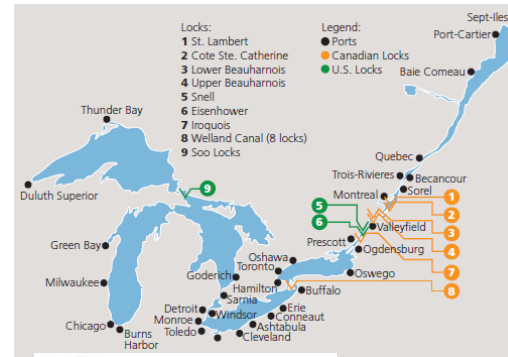 Locks:
1 St. Lambert
2 Cote Ste. Catherine
3 Lower Beauharnois
4 Upper Beauharnois
5 Snell
6 Eisenhower
7 Iroquois
8 Welland Canal (8 locks)
9 Soo Locks
Legend:
Ports
Canadian Locks
U.S. Locks
Sept-Iles
Port-Cartier
Baie Comeau
Thunder Bay
Quebec
Trois-Rivieres
Becancour
Sorel
Montreal
1
9
Duluth Superior
5
2
6
Valleyfield
3
Prescott
4
Ogdensburg
Green Bay
Oshawa
Toronto
7
Goderich
Oswego
Milwaukee
Hamilton
8
Sarnia
Buffalo
Detroit
Windsor
Erie
Monroe
Conneaut
Chicago
Burns
Harbor
Toledo
Ashtabula
Cleveland